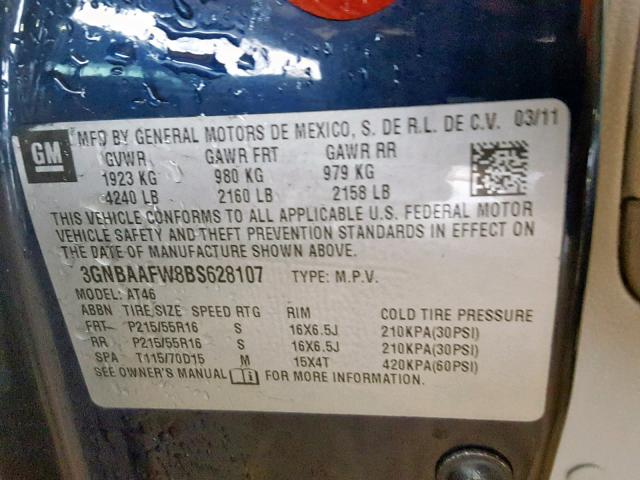 GM MFD BY GENERAL MOTORS DE MEXICO, S. DE R.L. DE C.V. 03/11
GVWR GAWR FRT GAWR RR
1923 KG 980 KG 979 KG
4240 LB 2160 LB 2158 LB
THIS VEHICLE CONFORMS TO ALL APPLICABLE U.S. FEDERAL MOTOR
VEHICLE SAFETY AND THEFT PREVENTION STANDARDS IN EFFECT ON
THE DATE OF MANUFACTURE SHOWN ABOVE.
3GNBAAFW8BS628107 TYPE: M.P.V.
MODEL: AT46
ABBN TIRE SIZE SPEED RTG RIM COLD TIRE PRESSURE
FRT P215/55R16 S 16X6.5J 210KPA(30PSI)
RR P215/55R16 S 16X6.5J 210KPA(30PSI)
SPA T115/70D15 M 15X4T 420KPA(60PSI)
SEE OWNER'S MANUAL FOR MORE INFORMATION.